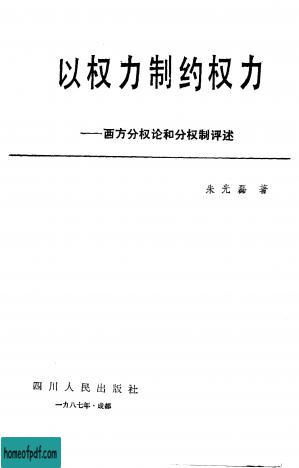 以权力制约权力
——西方分权论和分权制评述
朱光磊 著
四川人民出版社
一九八七年·成都
homeofpdf.com